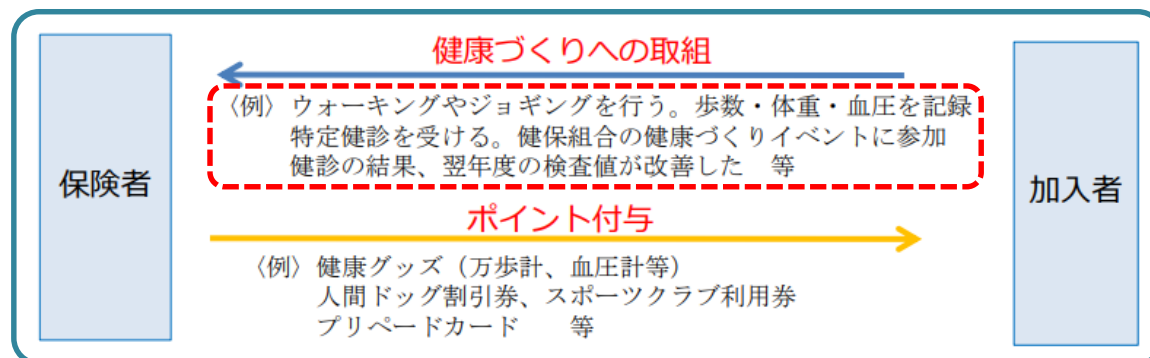 健康づくりへの取組
〈例〉ウォーキングやジョギングを行う。歩数・体重・血圧を記録
特定健診を受ける。健保組合の健康づくりイベントに参加
健診の結果、翌年度の検査値が改善した　等
保険者
加入者
ポイント付与
〈例〉健康グッズ（万歩計、血圧計等）
人間ドッグ割引券、スポーツクラブ利用券
プリペードカード　　等